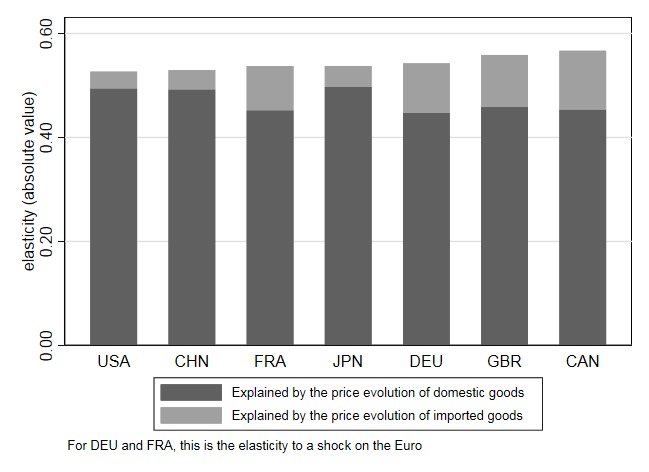 elasticity (absolute value)
0.60
0.40
0.20
0.00
USA CHN FRA JPN DEU GBR CAN
Explained by the price evolution of domestic goods
Explained by the price evolution of imported goods
For DEU and FRA, this is the elasticity to a shock on the Euro